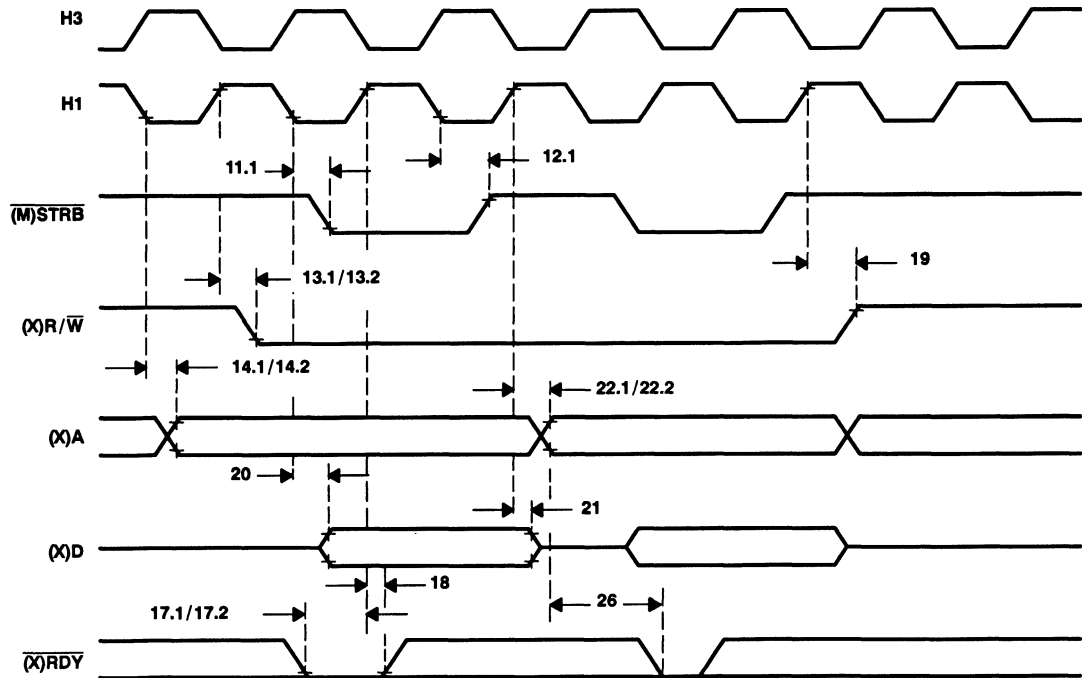 H3
H1
11.1
12.1
(M)STRB
19
13.1/13.2
(X)R/W
14.1/14.2
22.1/22.2
(X)A
20
21
(X)D
18
26
17.1/17.2
(X)RDY